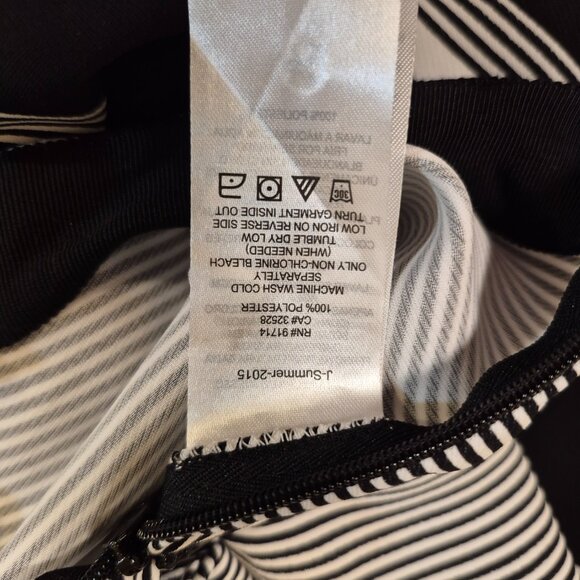 J-Summer-2015
RN# 91714
CA# 32528
100% POLYESTER
MACHINE WASH COLD
SEPARATELY
ONLY NON-CHLORINE BLEACH
(WHEN NEEDED)
TUMBLE DRY LOW
LOW IRON ON REVERSE SIDE
TURN GARMENT INSIDE OUT
30C